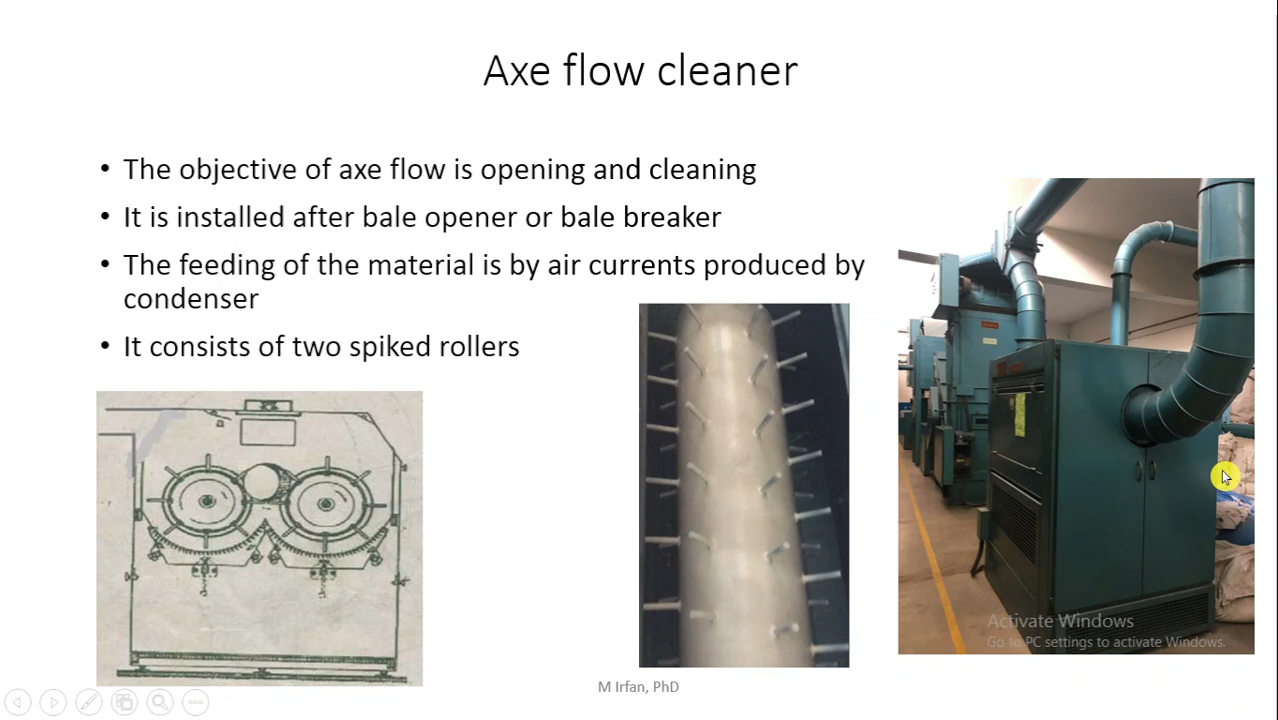 Axe flow cleaner
• The objective of axe flow is opening and cleaning
• It is installed after bale opener or bale breaker
• The feeding of the material is by air currents produced by
condenser
• It consists of two spiked rollers
Activate Windows
Go to PC settings to activate Windows.
M Irfan, PhD